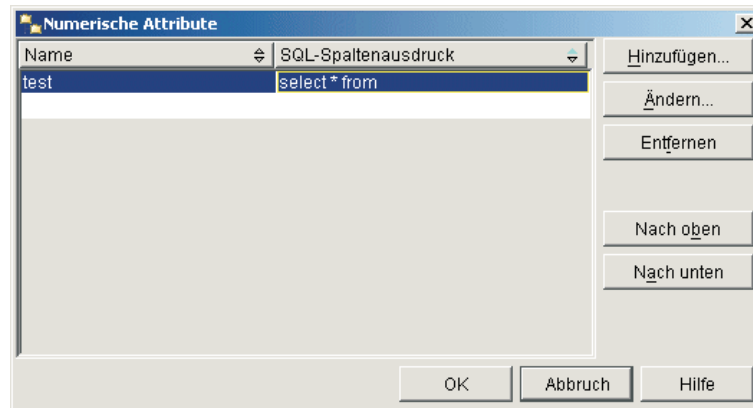 Numerische Attribute
Name SQL-Spaltenausdruck Hinzufügen...
test select * from
Ändern...
Entfernen
Nach oben
Nach unten
OK Abbruch Hilfe